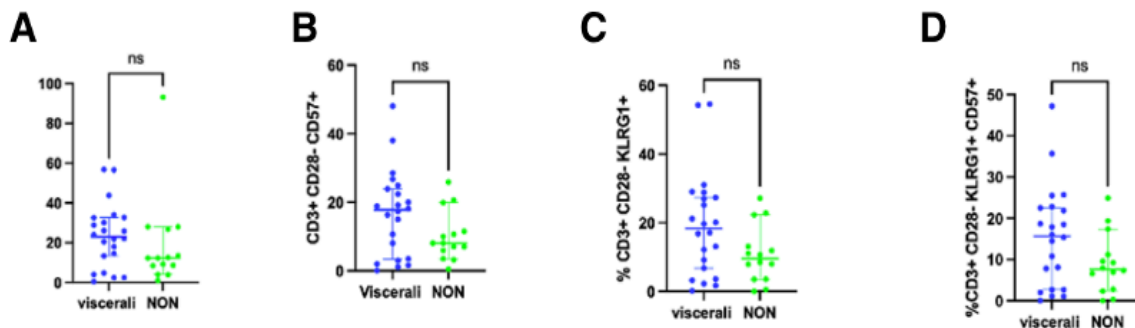 A
ns
100
80
60
40
20
0
viscerali NON
B
CD3+ CD28- CD57+
ns
60
40
20
0
Viscerali NON
C
% CD3+ CD28- KLRG1+
ns
60
40
20
0
viscerali NON
D
%CD3+ CD28- KLRG1+ CD57+
ns
50
40
30
20
10
0
viscerali NON